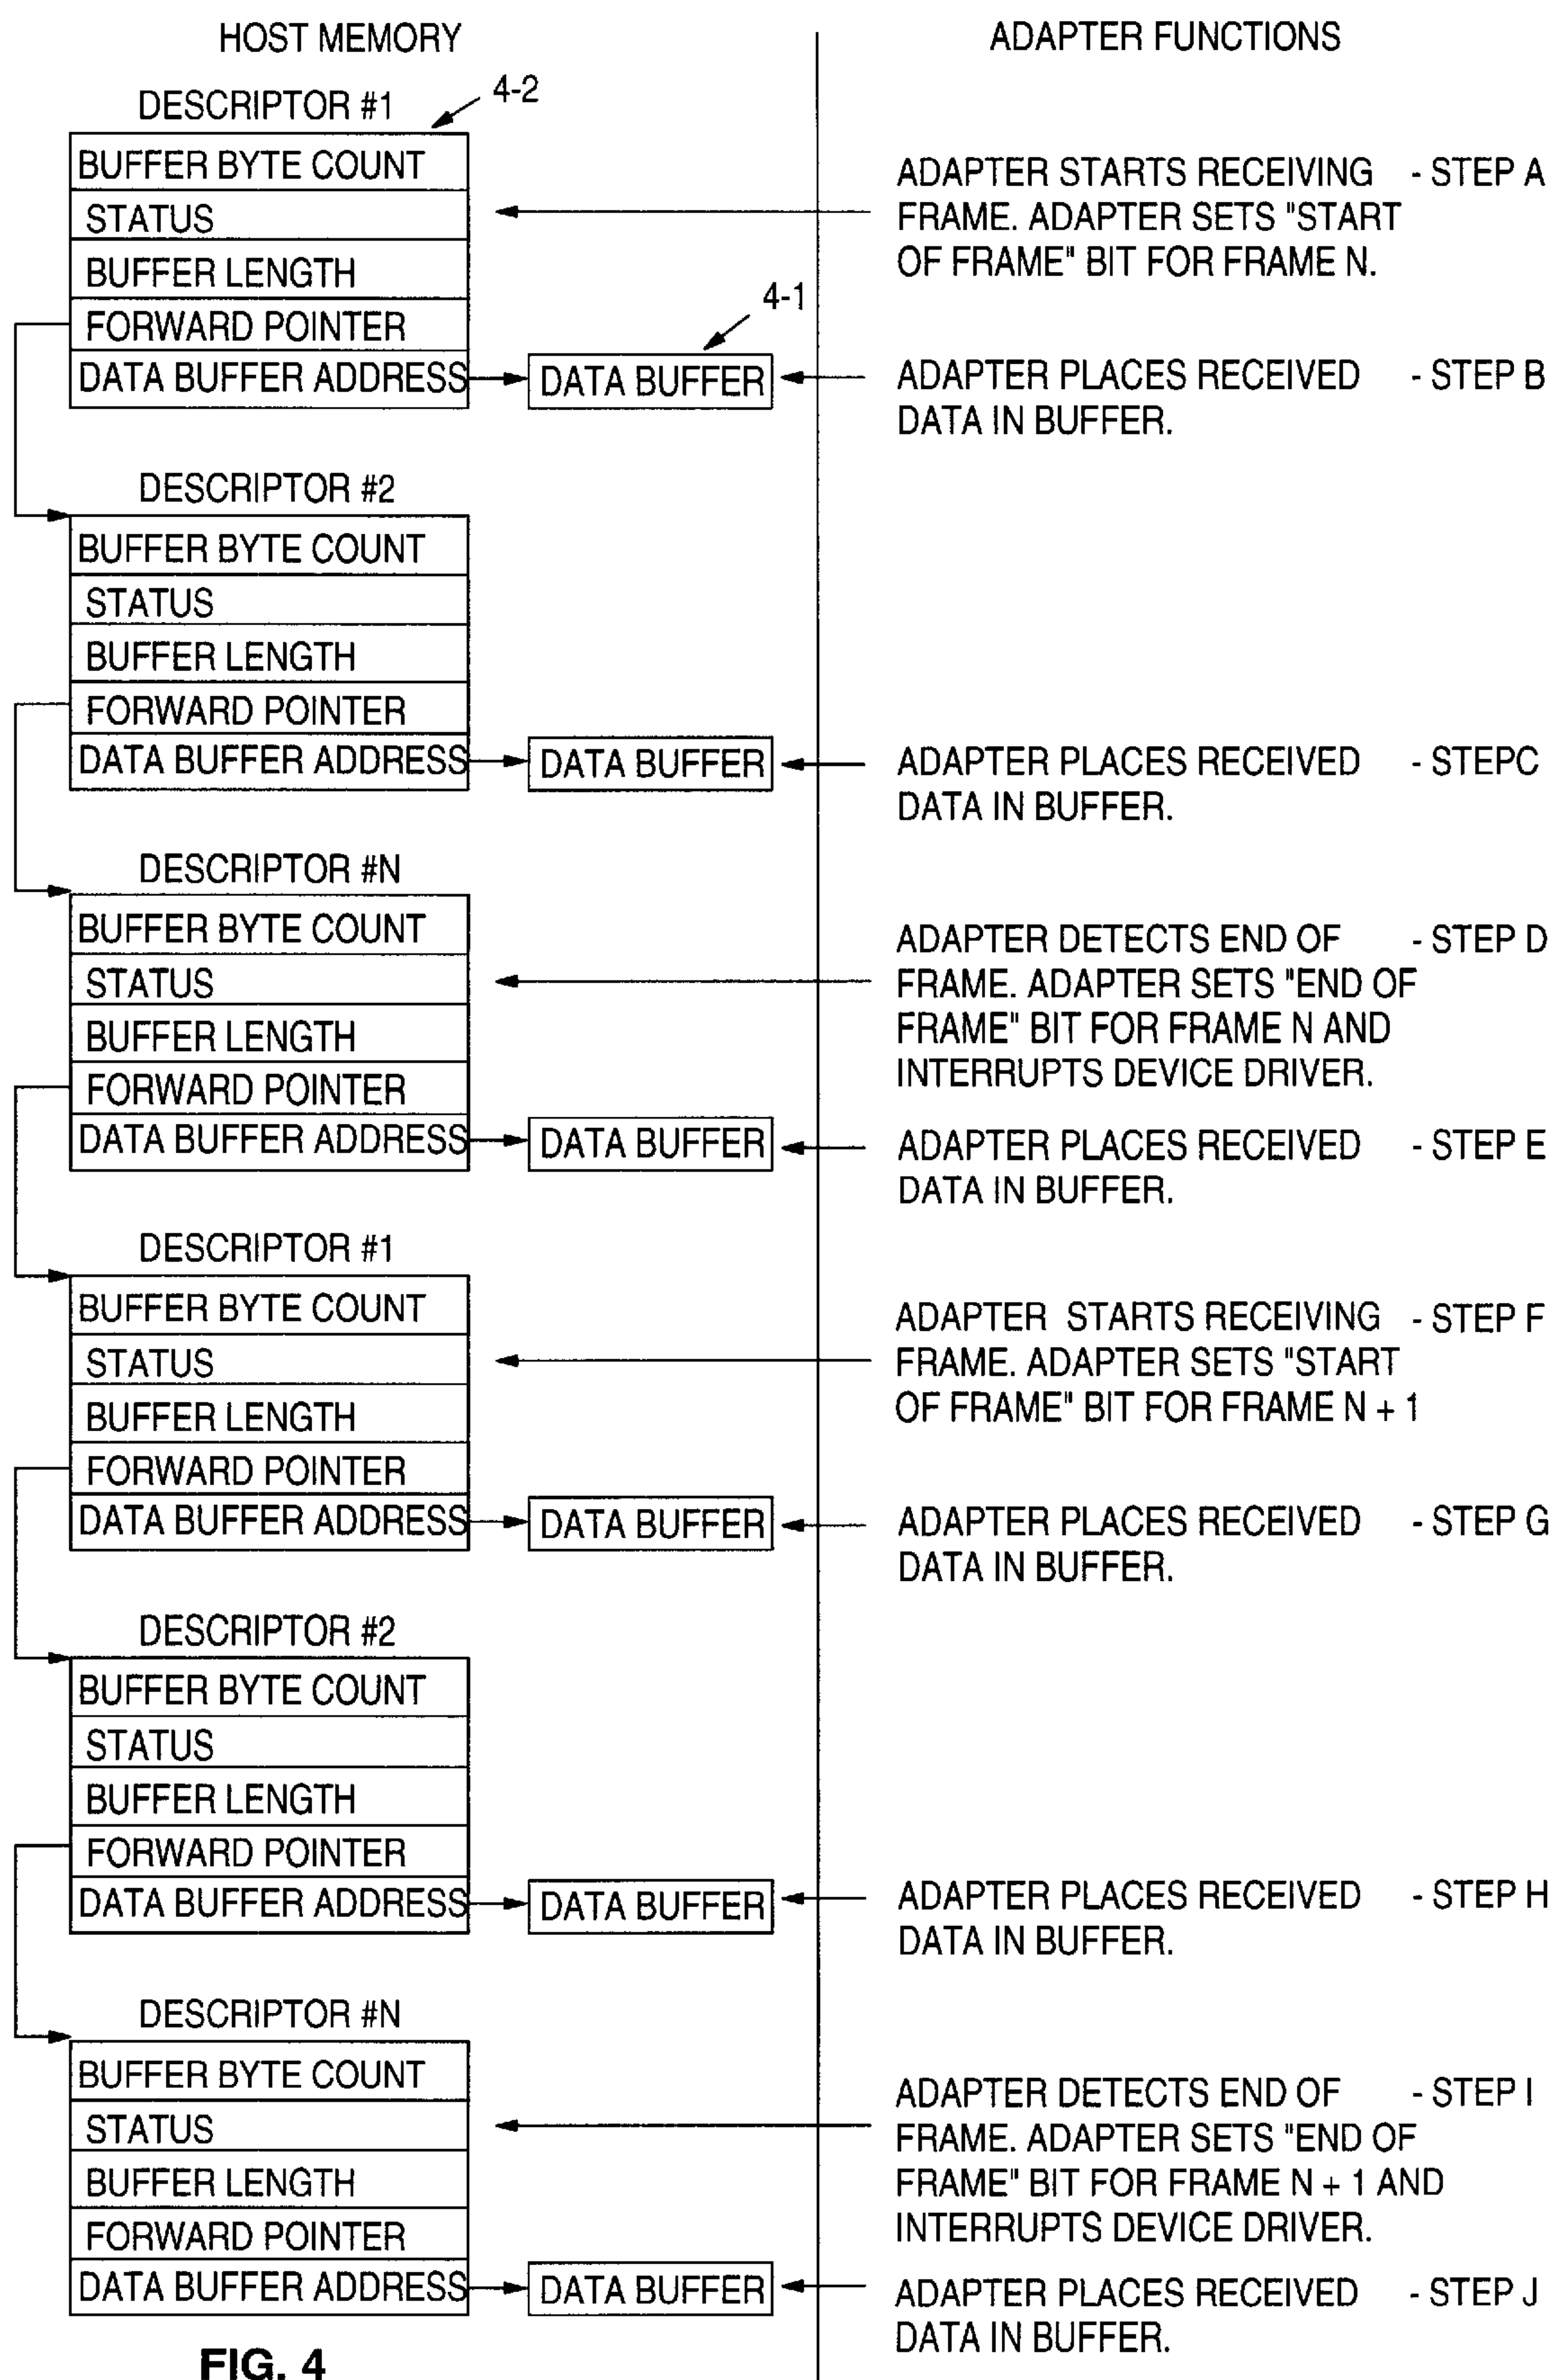 HOST MEMORY
ADAPTER FUNCTIONS
DESCRIPTOR #1
4-2
BUFFER BYTE COUNT
STATUS
BUFFER LENGTH
FORWARD POINTER
DATA BUFFER ADDRESS
4-1
DATA BUFFER
ADAPTER STARTS RECEIVING - STEP A
FRAME. ADAPTER SETS "START
OF FRAME" BIT FOR FRAME N.
ADAPTER PLACES RECEIVED - STEP B
DATA IN BUFFER.
DESCRIPTOR #2
BUFFER BYTE COUNT
STATUS
BUFFER LENGTH
FORWARD POINTER
DATA BUFFER ADDRESS
DATA BUFFER
ADAPTER PLACES RECEIVED - STEPC
DATA IN BUFFER.
DESCRIPTOR #N
BUFFER BYTE COUNT
STATUS
BUFFER LENGTH
FORWARD POINTER
DATA BUFFER ADDRESS
DATA BUFFER
ADAPTER DETECTS END OF - STEP D
FRAME. ADAPTER SETS "END OF
FRAME" BIT FOR FRAME N AND
INTERRUPTS DEVICE DRIVER.
ADAPTER PLACES RECEIVED - STEP E
DATA IN BUFFER.
DESCRIPTOR #1
BUFFER BYTE COUNT
STATUS
BUFFER LENGTH
FORWARD POINTER
DATA BUFFER ADDRESS
DATA BUFFER
ADAPTER STARTS RECEIVING - STEP F
FRAME. ADAPTER SETS "START
OF FRAME" BIT FOR FRAME N + 1
ADAPTER PLACES RECEIVED - STEP G
DATA IN BUFFER.
DESCRIPTOR #2
BUFFER BYTE COUNT
STATUS
BUFFER LENGTH
FORWARD POINTER
DATA BUFFER ADDRESS
DATA BUFFER
ADAPTER PLACES RECEIVED - STEP H
DATA IN BUFFER.
DESCRIPTOR #N
BUFFER BYTE COUNT
STATUS
BUFFER LENGTH
FORWARD POINTER
DATA BUFFER ADDRESS
DATA BUFFER
ADAPTER DETECTS END OF - STEP I
FRAME. ADAPTER SETS "END OF
FRAME" BIT FOR FRAME N + 1 AND
INTERRUPTS DEVICE DRIVER.
ADAPTER PLACES RECEIVED - STEP J
DATA IN BUFFER.
FIG. 4